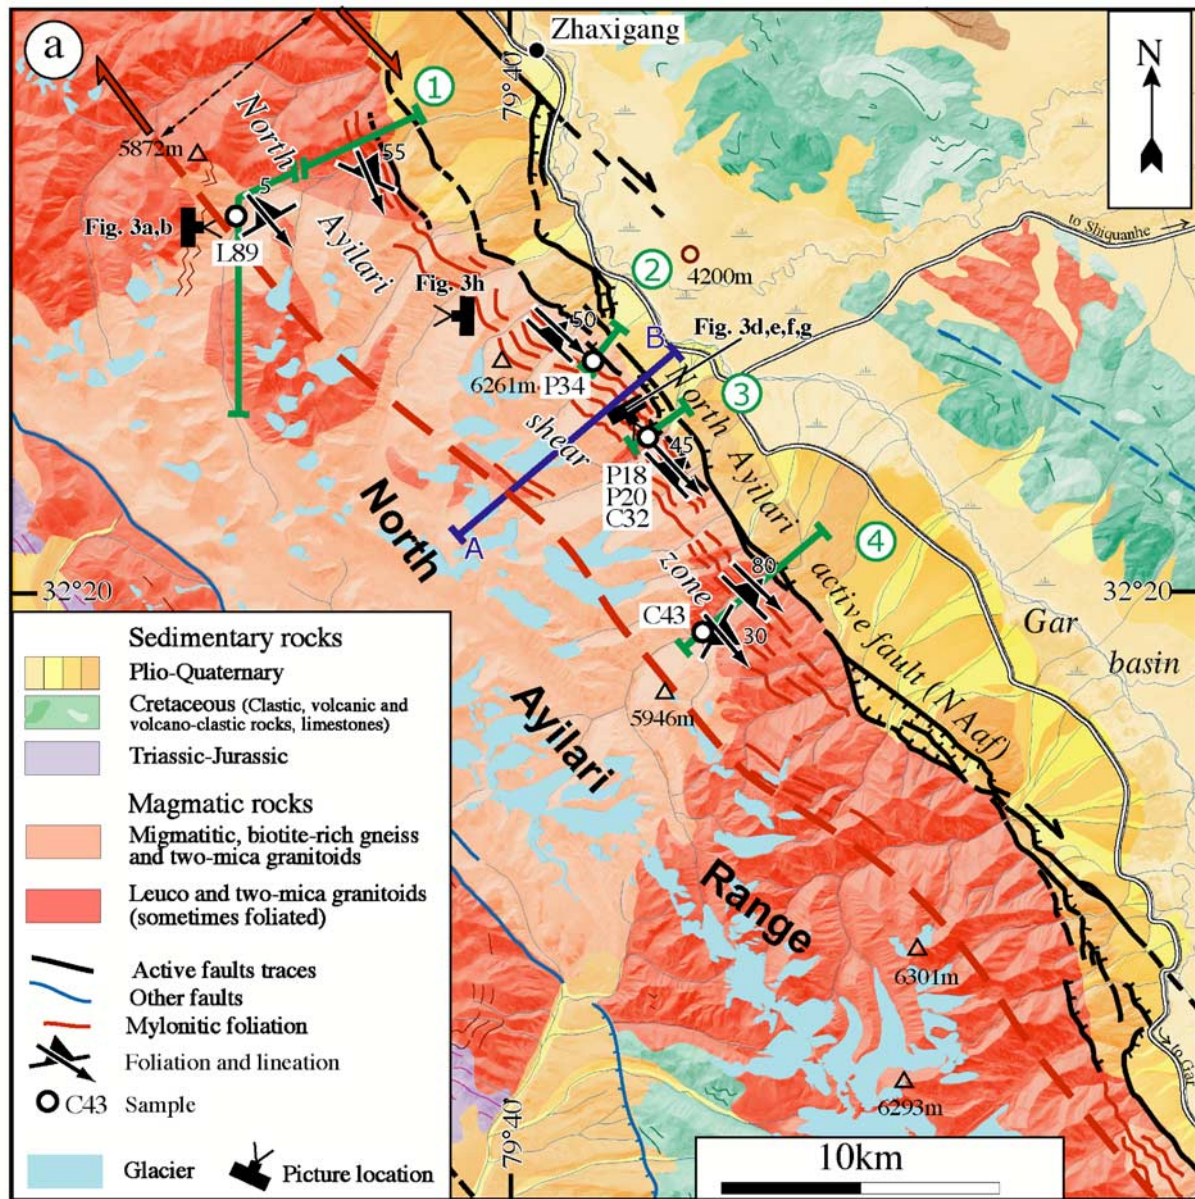 a
Zhaxigang
79°40'
N
1
North
Ayilari
shear
zone
5872m
55
5
Fig. 3a,b
L89
Fig. 3h
2
4200m
to Shiquanhe
Fig. 3d,e,f,g
50
B
6261m
P34
3
45
P18
P20
C32
North Ayilari
active fault (NAaf)
A
4
80
C43
30
Gar
basin
32°20
32°20
5946m
North
Ayilari
Range
6301m
6293m
to Gar
79°40
10km
Sedimentary rocks
Plio-Quaternary
Cretaceous (Clastic, volcanic and
volcano-clastic rocks, limestones)
Triassic-Jurassic
Magmatic rocks
Migmatitic, biotite-rich gneiss
and two-mica granitoids
Leuco and two-mica granitoids
(sometimes foliated)
Active faults traces
Other faults
Mylonitic foliation
Foliation and lineation
C43 Sample
Glacier
Picture location